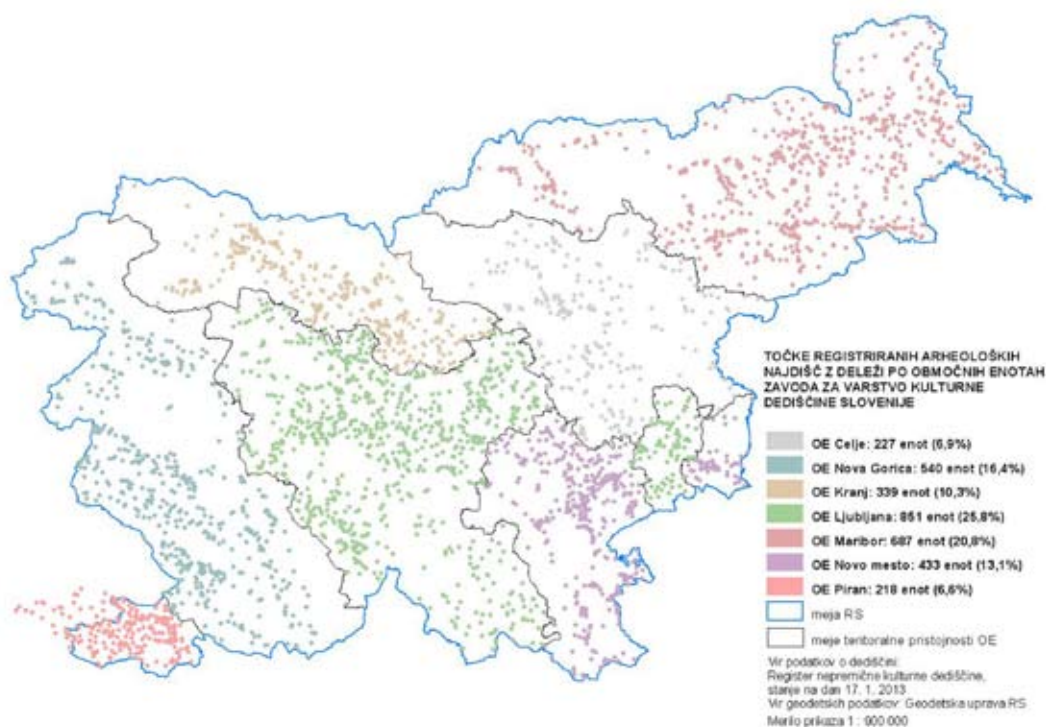 TOČKE REGISTRIRANIH ARHEOLOŠKIH
NAJDIŠČ Z DELEŽI PO OBMOČNIH ENOTAH
ZAVODA ZA VARSTVO KULTURNE
DEDIŠČINE SLOVENIJE
OE Celje: 227 enot (6,9%)
OE Nova Gorica: 540 enot (16,4%)
OE Kranj: 339 enot (10,3%)
OE Ljubljana: 851 enot (25,8%)
OE Maribor: 687 enot (20,8%)
OE Novo mesto: 433 enot (13,1%)
OE Piran: 218 enot (6,6%)
meja RS
meje teritoralne pristojnosti OE
Vir podatkov o dediščini:
Register nepremične kulturne dediščine,
stanje na dan 17. 1. 2013
Vir geodetskih podatkov: Geodetska uprava RS
Merilo prikaza 1 : 900 000